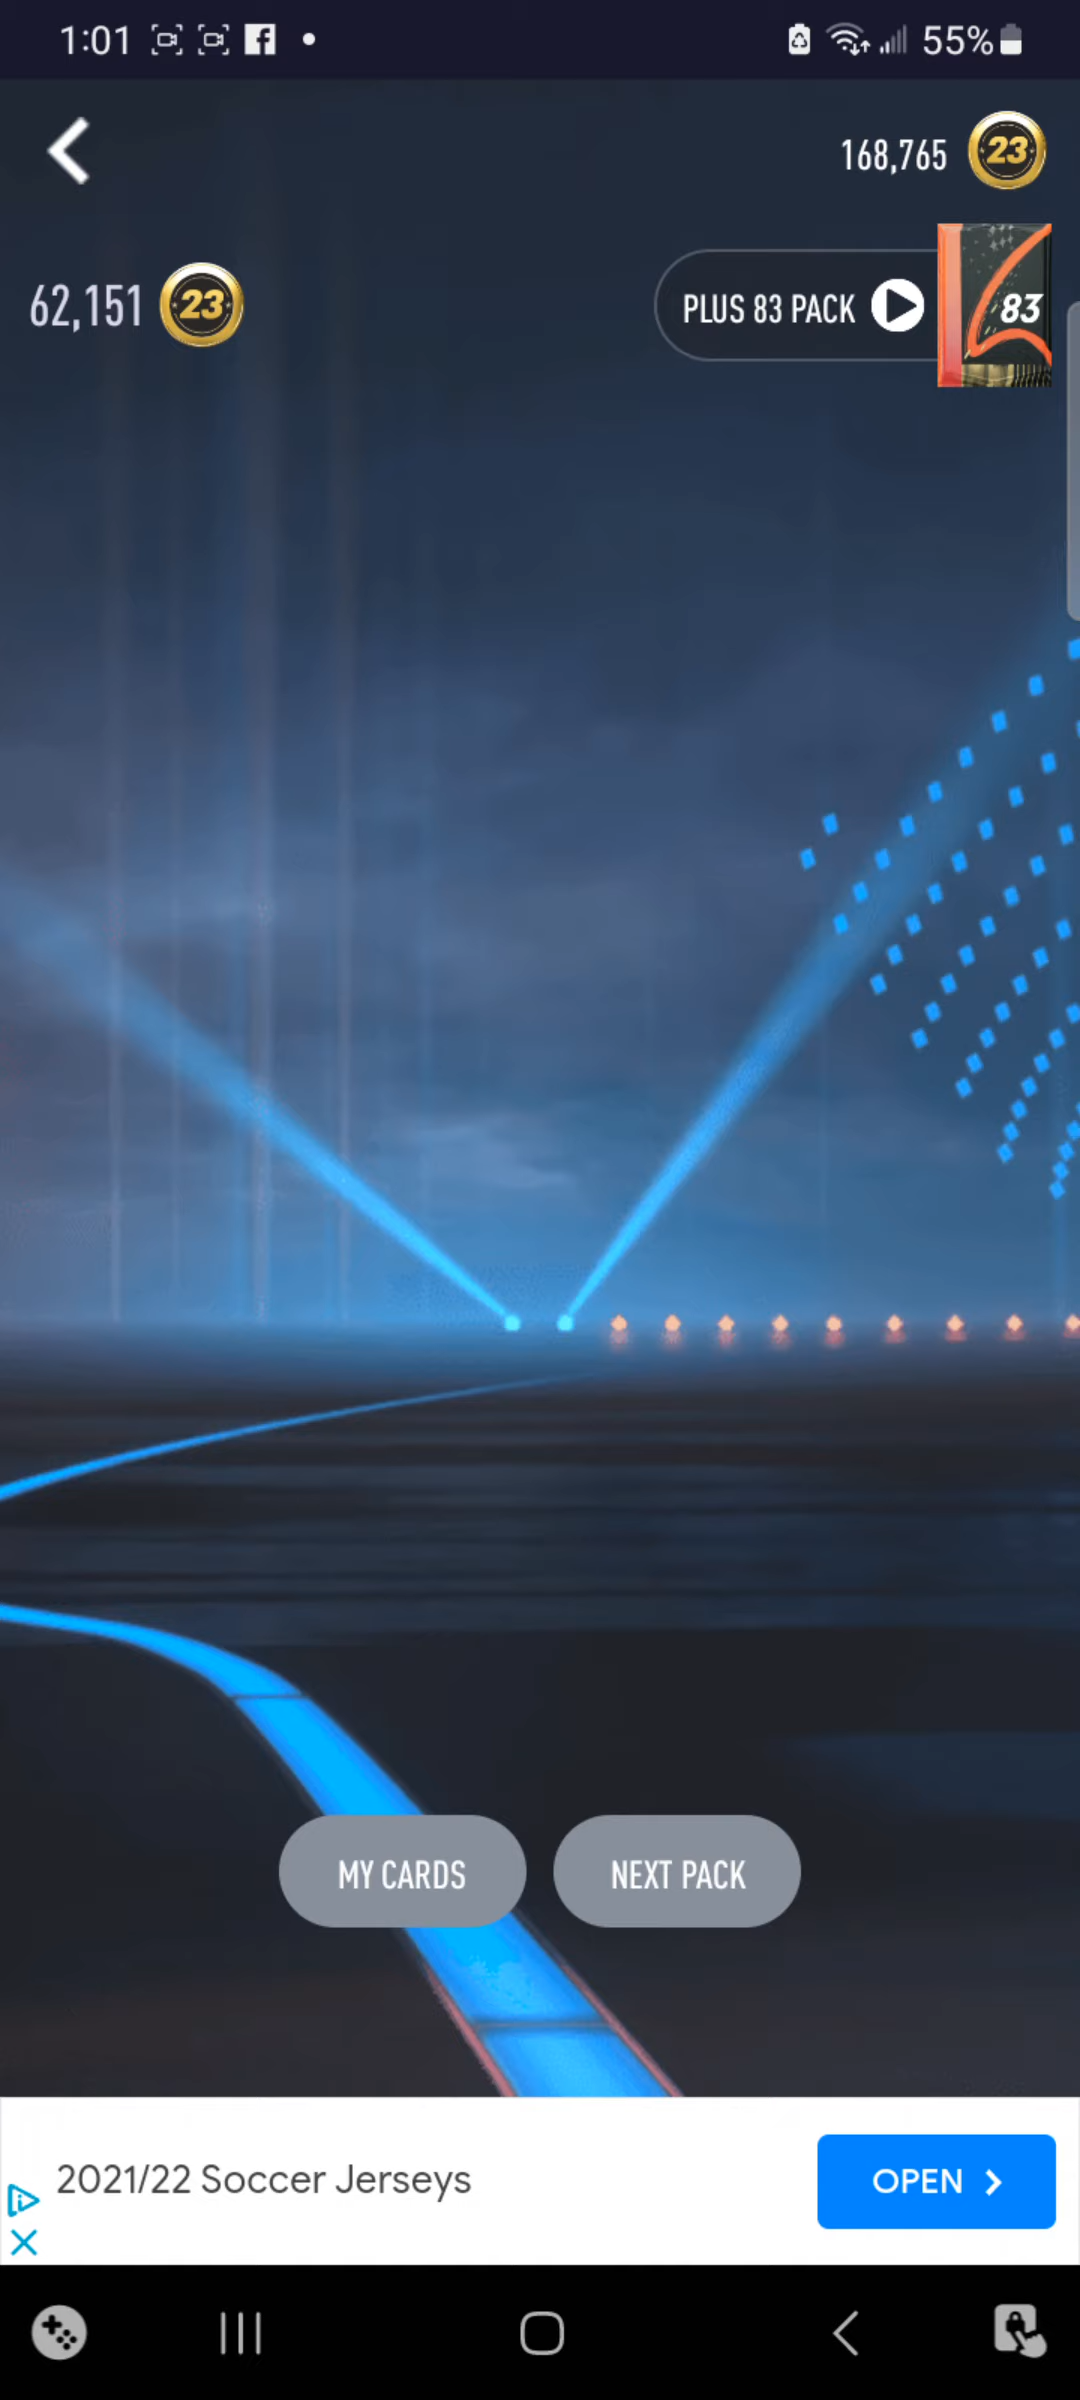 1:01
55%
168,765
23
62,151
23
PLUS 83 PACK
83
MY CARDS
NEXT PACK
2021/22 Soccer Jerseys
OPEN